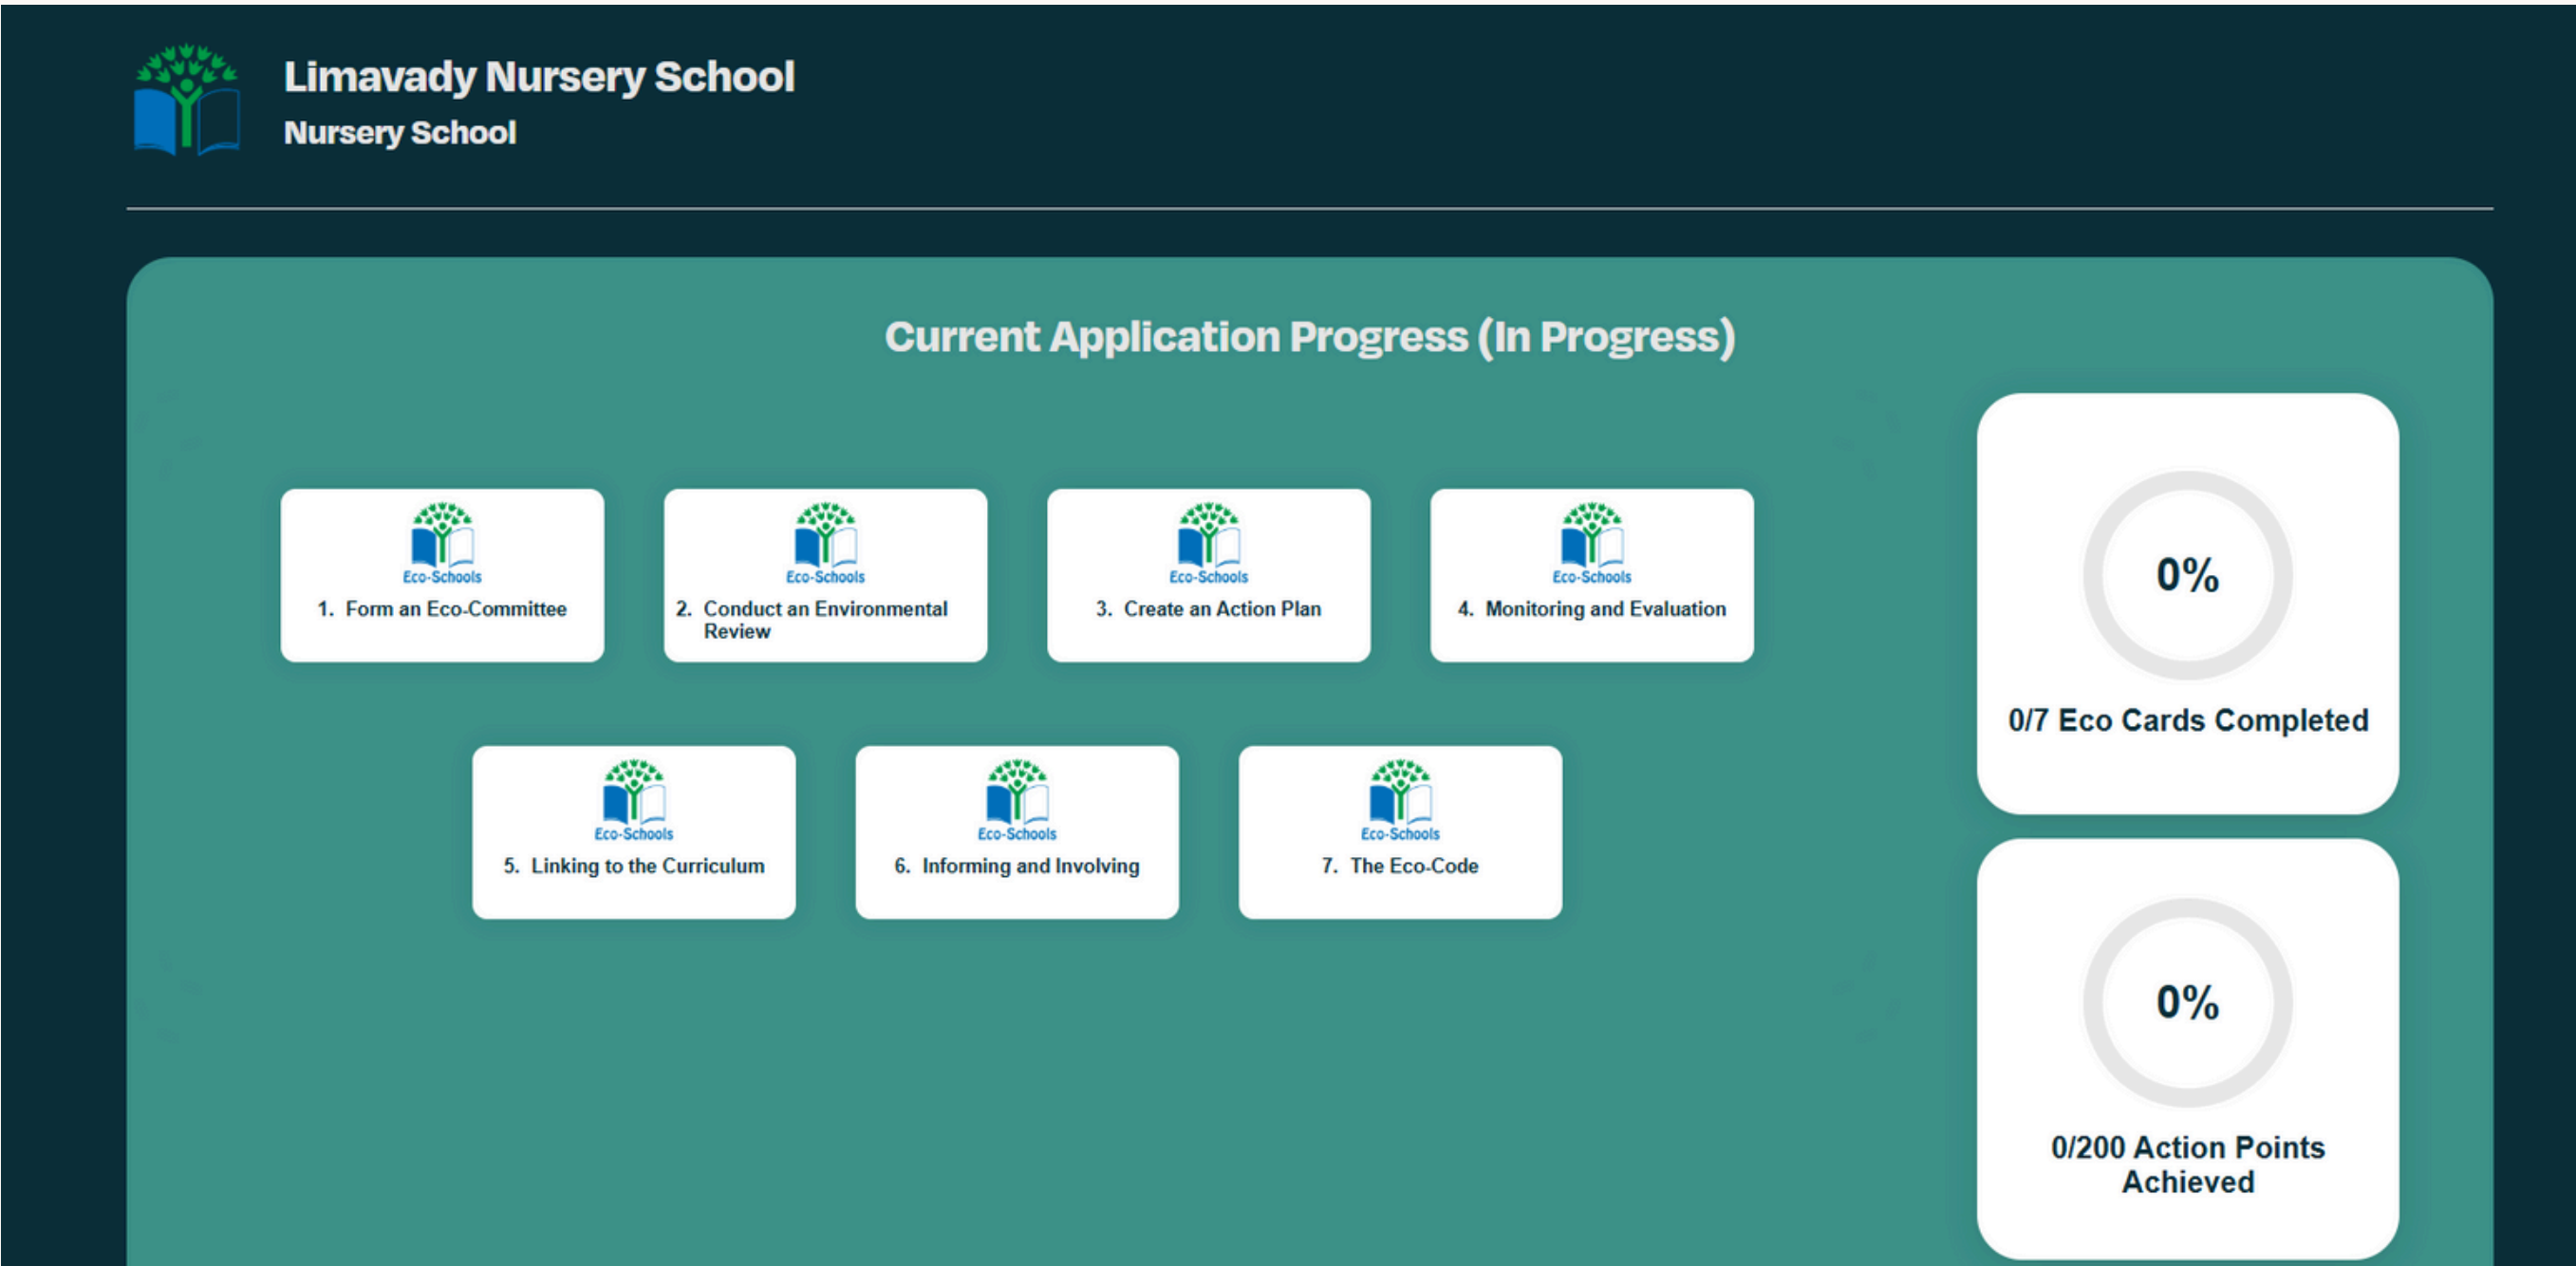 Limavady Nursery School
Nursery School
Current Application Progress (In Progress)
Eco-Schools
1. Form an Eco-Committee
Eco-Schools
2. Conduct an Environmental
Review
Eco-Schools
3. Create an Action Plan
Eco-Schools
4. Monitoring and Evaluation
0%
0/7 Eco Cards Completed
Eco-Schools
5. Linking to the Curriculum
Eco-Schools
6. Informing and Involving
Eco-Schools
7. The Eco-Code
0%
0/200 Action Points
Achieved